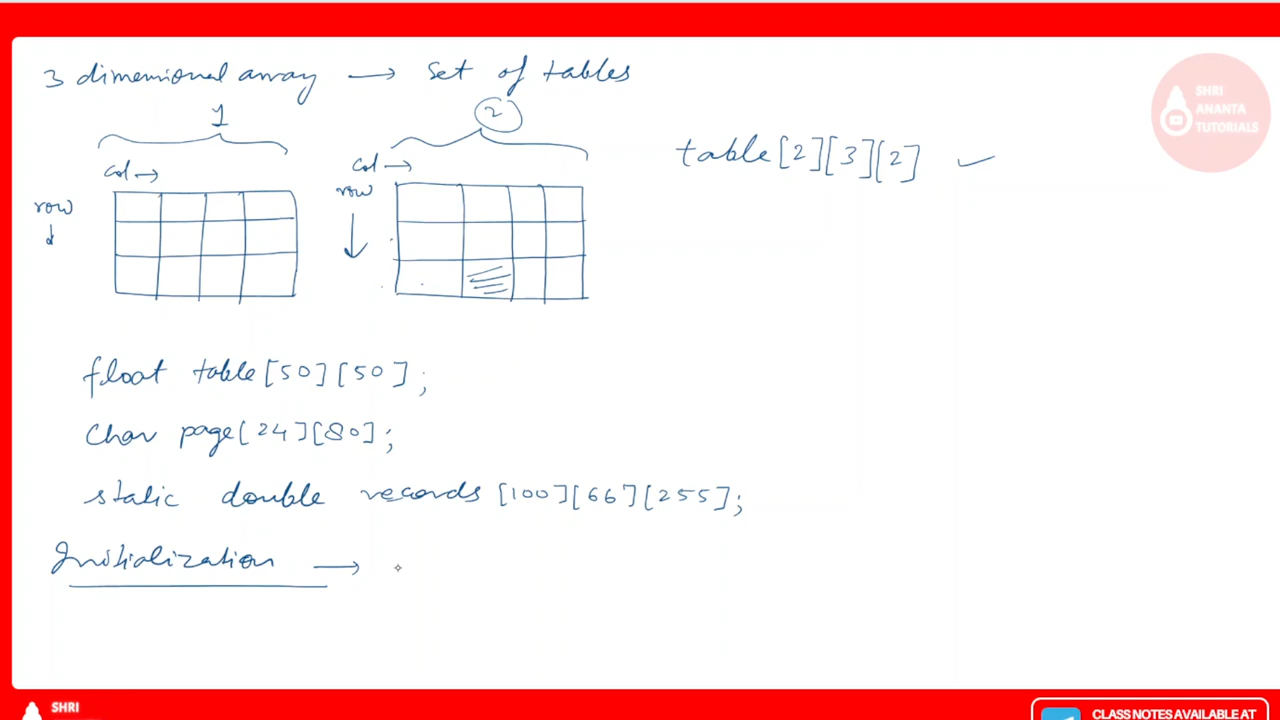 3 dimensional array → set of tables
1
2
col →
row
col →
row
table[2][3][2] ✓
float table[50][50];
char page[24][80];
static double records [100][66][255];
Initialization →
SHRI
ANANTA
TUTORIALS
SHRI
CLASS NOTES AVAILABLE AT